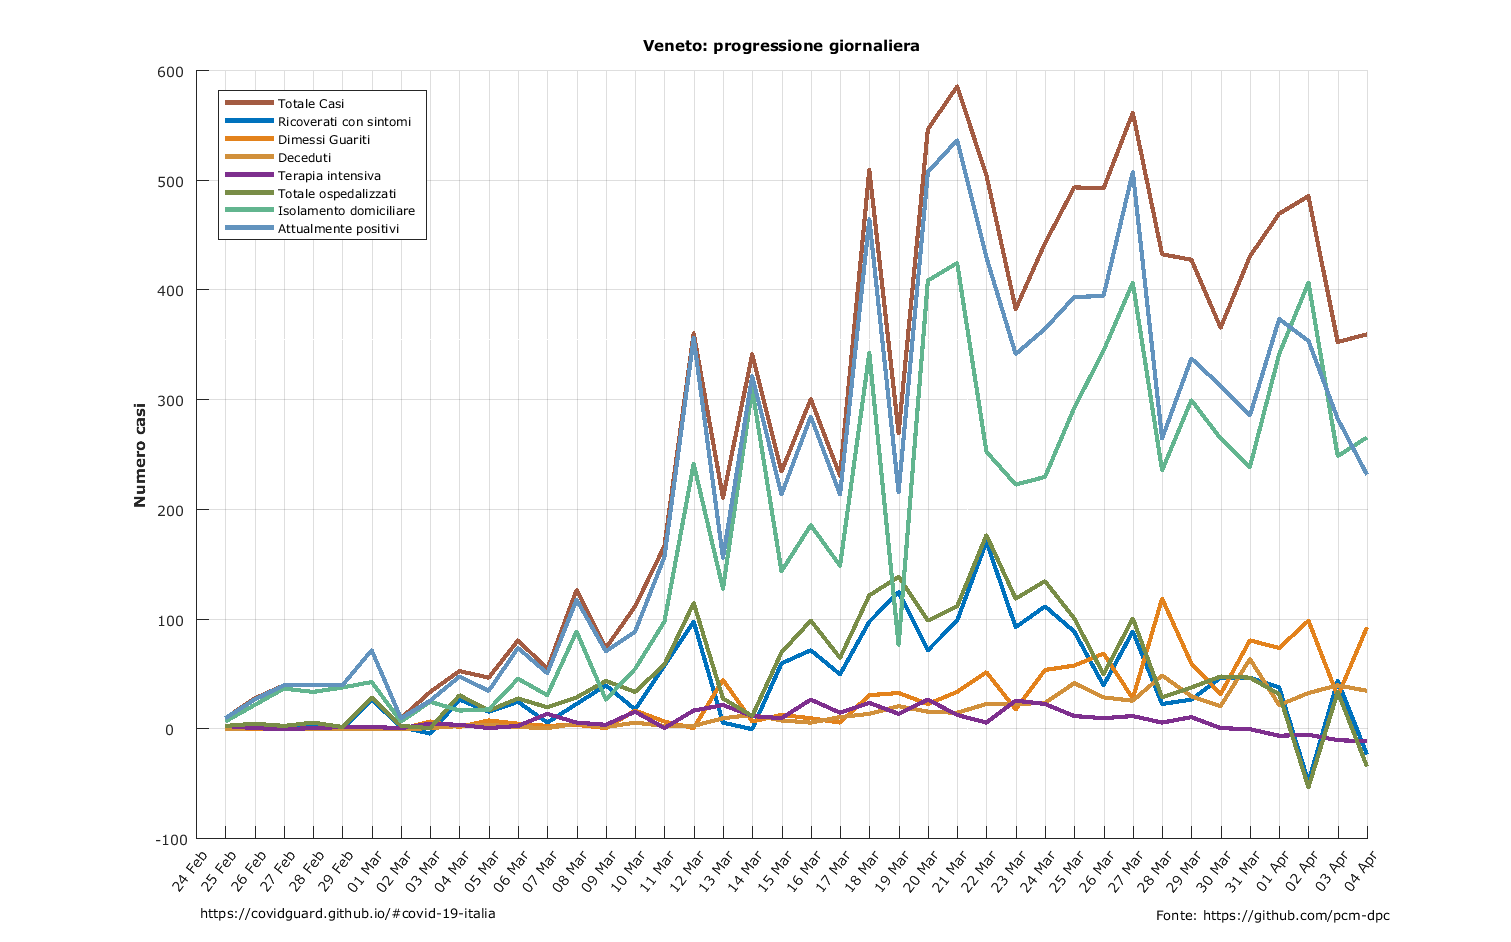 Veneto: progressione giornaliera
600
500
400
300
200
100
0
-100
Numero casi
Totale Casi
Ricoverati con sintomi
Dimessi Guariti
Deceduti
Terapia intensiva
Totale ospedalizzati
Isolamento domiciliare
Attualmente positivi
24 Feb
25 Feb
26 Feb
27 Feb
28 Feb
29 Feb
01 Mar
02 Mar
03 Mar
04 Mar
05 Mar
06 Mar
07 Mar
08 Mar
09 Mar
10 Mar
11 Mar
12 Mar
13 Mar
14 Mar
15 Mar
16 Mar
17 Mar
18 Mar
19 Mar
20 Mar
21 Mar
22 Mar
23 Mar
24 Mar
25 Mar
26 Mar
27 Mar
28 Mar
29 Mar
30 Mar
31 Mar
01 Apr
02 Apr
03 Apr
04 Apr
https://covidguard.github.io/#covid-19-italia
Fonte: https://github.com/pcm-dpc